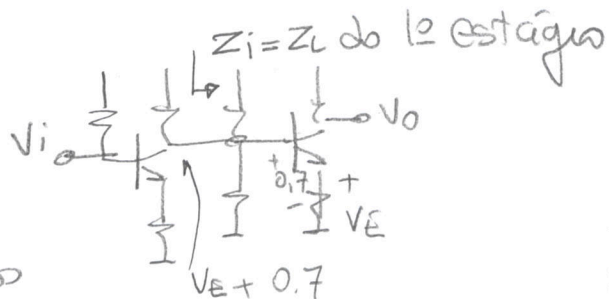 Zi = ZL do 1º estágio
Vi
Vo
+
0,7
-
+
VE
VE + 0.7